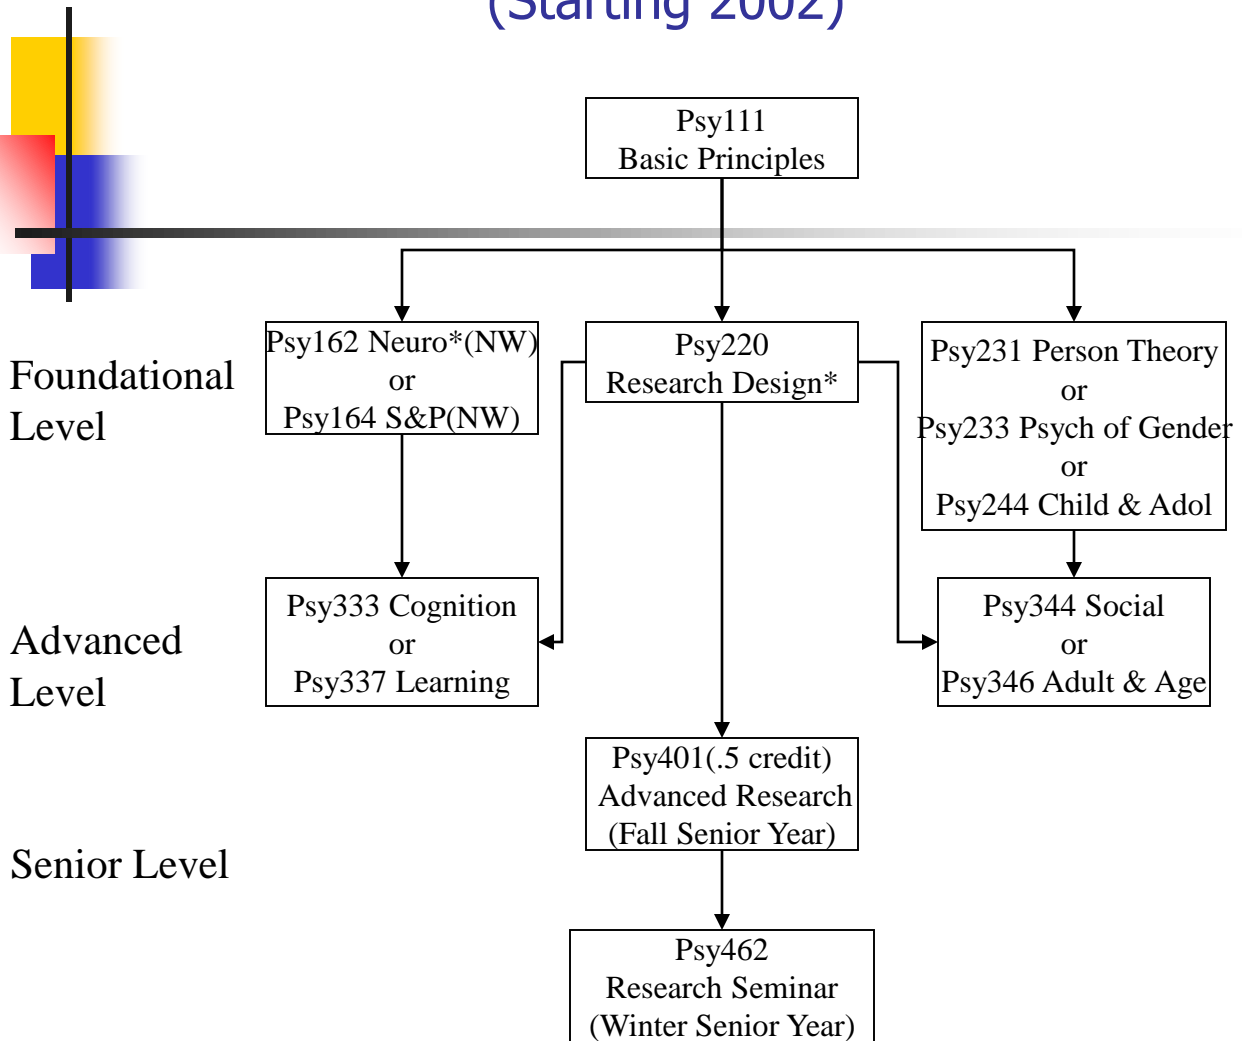 (Starting 2002)
Psy111
Basic Principles
Foundational
Level
Psy162 Neuro*(NW)
or
Psy164 S&P(NW)
Psy220
Research Design*
Psy231 Person Theory
or
Psy233 Psych of Gender
or
Psy244 Child & Adol
Advanced
Level
Psy333 Cognition
or
Psy337 Learning
Psy344 Social
or
Psy346 Adult & Age
Senior Level
Psy401(.5 credit)
Advanced Research
(Fall Senior Year)
Psy462
Research Seminar
(Winter Senior Year)